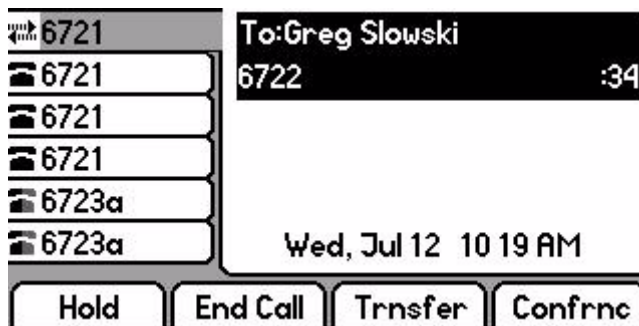 6721
6721
6721
6721
6723a
6723a
To:Greg Slowski
6722 :34
Wed, Jul 12 10 19 AM
Hold End Call Trnsfer Confrnc